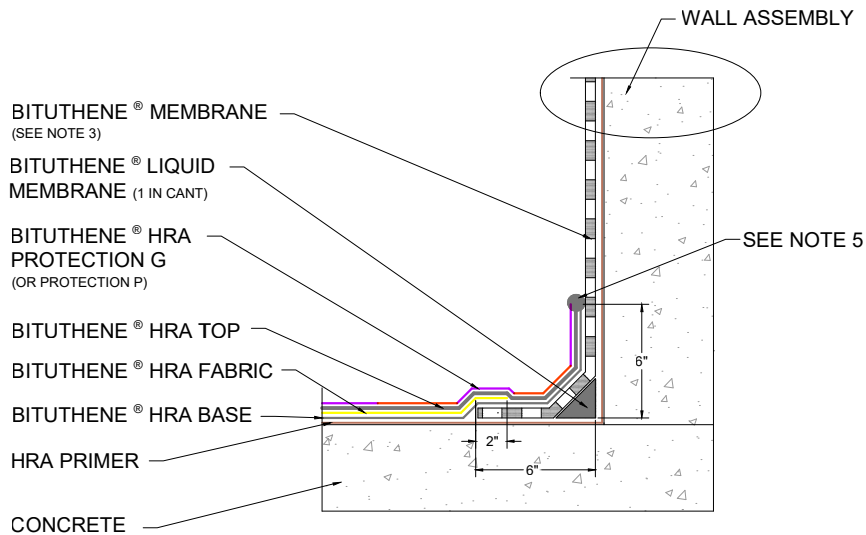 WALL ASSEMBLY
BITUTHENE ® MEMBRANE
(SEE NOTE 3)
BITUTHENE ® LIQUID
MEMBRANE (1 IN CANT)
BITUTHENE ® HRA
PROTECTION G
(OR PROTECTION P)
SEE NOTE 5
BITUTHENE ® HRA TOP
BITUTHENE ® HRA FABRIC
BITUTHENE ® HRA BASE
HRA PRIMER
CONCRETE
6"
2"
6"